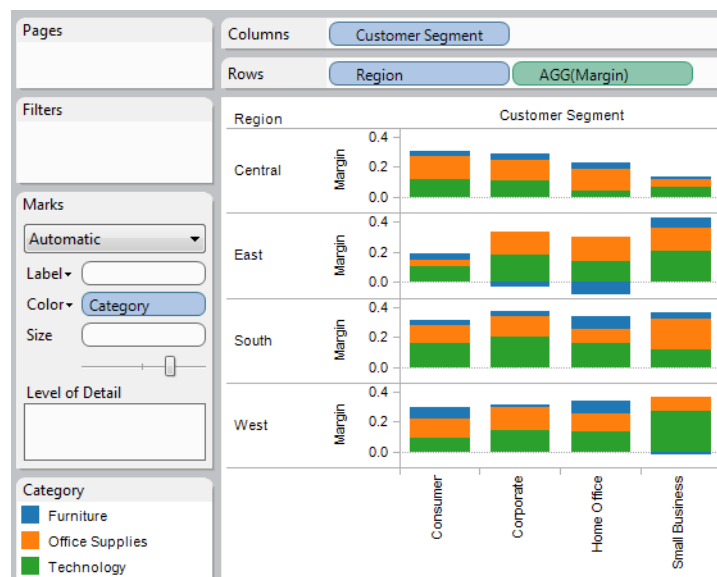 Pages
Columns
Customer Segment
Rows
Region
AGG(Margin)
Filters
Marks
Automatic
Label
Color
Category
Size
Level of Detail
Category
Furniture
Office Supplies
Technology
Region
Customer Segment
Central
Margin
0.4
0.2
0.0
East
Margin
0.4
0.2
0.0
South
Margin
0.4
0.2
0.0
West
Margin
0.4
0.2
0.0
Consumer
Corporate
Home Office
Small Business